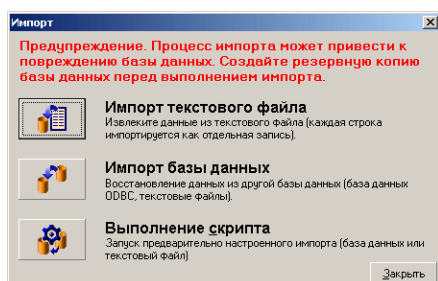 Импорт
Предупреждение. Процесс импорта может привести к
повреждению базы данных. Создайте резервную копию
базы данных перед выполнением импорта.
Импорт текстового файла
Извлеките данные из текстового файла (каждая строка
импортируется как отдельная запись).
Импорт базы данных
Восстановление данных из другой базы данных (база данных
ODBC, текстовые файлы).
Выполнение скрипта
Запуск предварительно настроенного импорта (база данных или
текстовый файл)
Закрыть